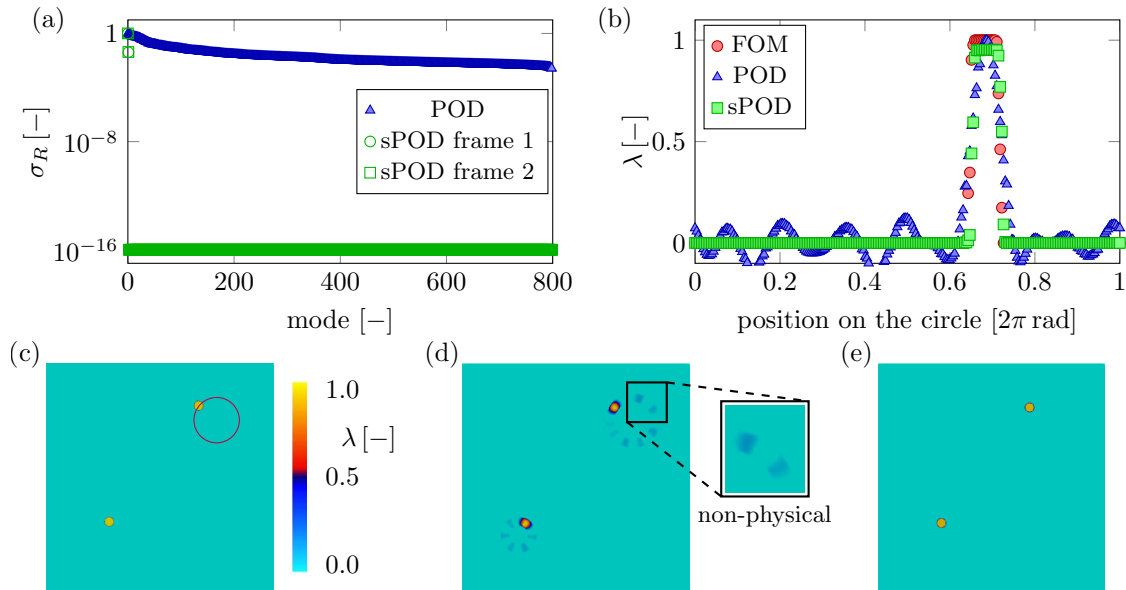 (a)
σ_R [−]
1
10^−8
10^−16
POD
sPOD frame 1
sPOD frame 2
0
200
400
600
800
mode [−]
(b)
λ [−]
1
0.5
0
FOM
POD
sPOD
0
0.2
0.4
0.6
0.8
1
position on the circle [2π rad]
(c)
λ [−]
1.0
0.5
0.0
(d)
non-physical
(e)